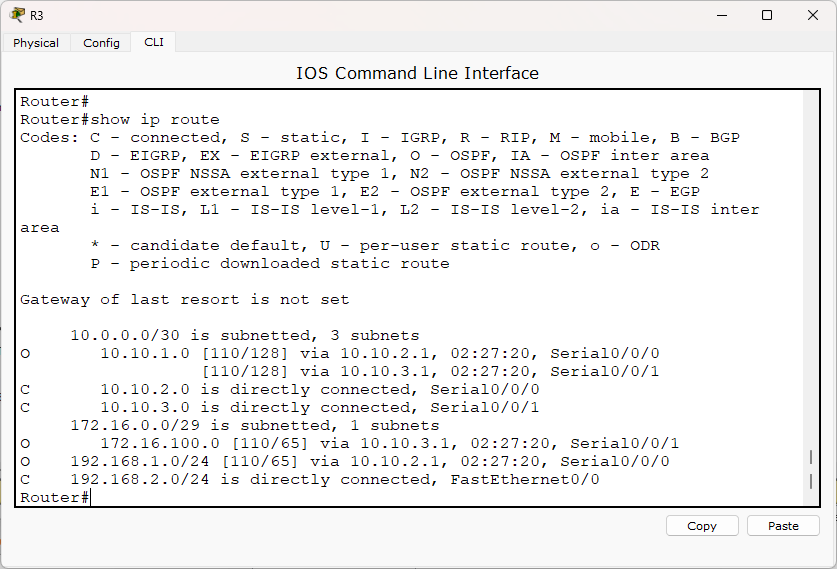 R3
Physical Config CLI
IOS Command Line Interface
Router#
Router#show ip route
Codes: C - connected, S - static, I - IGRP, R - RIP, M - mobile, B - BGP
D - EIGRP, EX - EIGRP external, O - OSPF, IA - OSPF inter area
N1 - OSPF NSSA external type 1, N2 - OSPF NSSA external type 2
E1 - OSPF external type 1, E2 - OSPF external type 2, E - EGP
i - IS-IS, L1 - IS-IS level-1, L2 - IS-IS level-2, ia - IS-IS inter
area
* - candidate default, U - per-user static route, o - ODR
P - periodic downloaded static route
Gateway of last resort is not set
10.0.0.0/30 is subnetted, 3 subnets
O 10.10.1.0 [110/128] via 10.10.2.1, 02:27:20, Serial0/0/0
[110/128] via 10.10.3.1, 02:27:20, Serial0/0/1
C 10.10.2.0 is directly connected, Serial0/0/0
C 10.10.3.0 is directly connected, Serial0/0/1
172.16.0.0/29 is subnetted, 1 subnets
O 172.16.100.0 [110/65] via 10.10.3.1, 02:27:20, Serial0/0/1
O 192.168.1.0/24 [110/65] via 10.10.2.1, 02:27:20, Serial0/0/0
C 192.168.2.0/24 is directly connected, FastEthernet0/0
Router#
Copy Paste